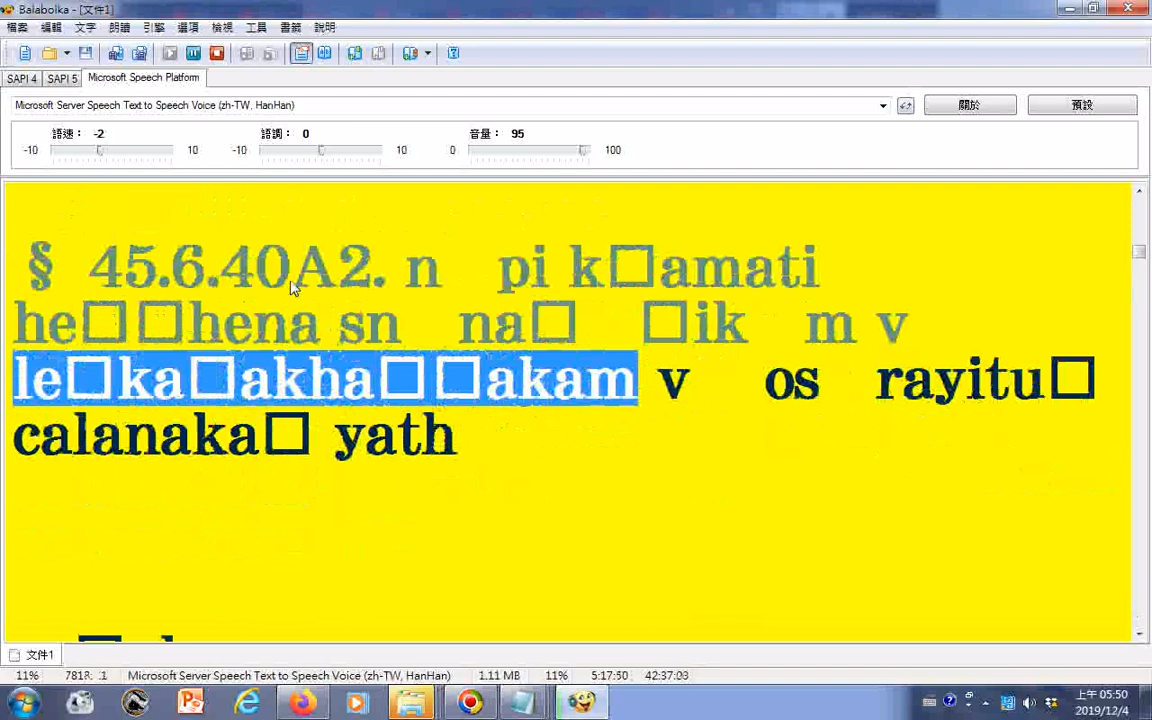 Balabolka - [文件1]
檔案 編輯 文字 朗讀 引擎 選項 檢視 工具 書籤 說明
SAPI 4 SAPI 5 Microsoft Speech Platform
Microsoft Server Speech Text to Speech Voice (zh-TW, HanHan) 關於 預設
語速： -2 語調： 0 音量： 95
-10 10 -10 10 0 100
§ 45.6.40A2. n pi k□amati
he□□hena sn na□ □ik m v
le□ka□akha□□akam v os rayitu□
calanaka□ yath
文件1
11% 1.11 MB 11% 5:17:50 42:37:03
Microsoft Server Speech Text to Speech Voice (zh-TW, HanHan)
上午 05:50
2019/12/4